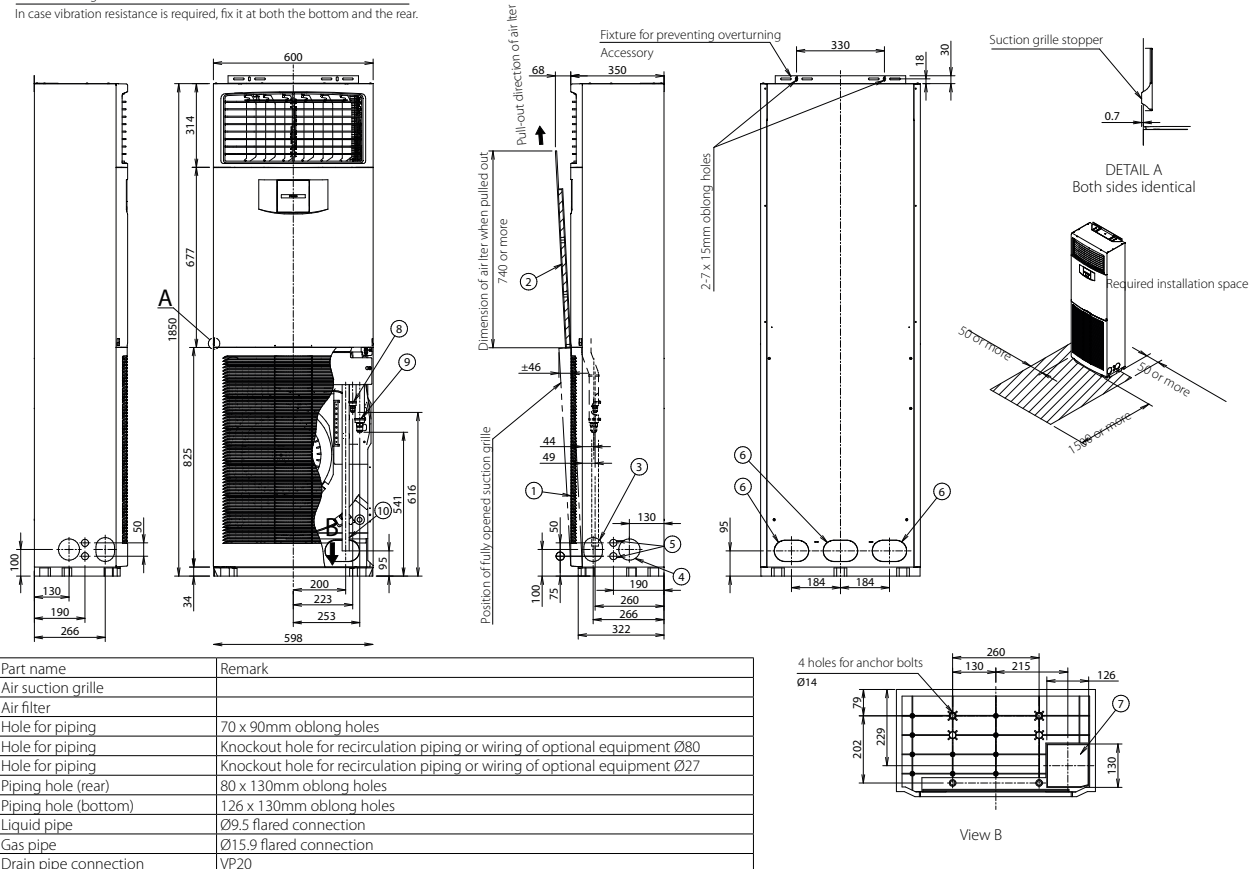 In case vibration resistance is required, fix it at both the bottom and the rear.
600
314
677
1850
825
A
8
9
10
B
541
616
95
50
100
130
190
266
34
200
223
253
598
Pull-out direction of air lter
68
350
Dimension of air lter when pulled out
740 or more
2
±46
44
49
1
3
Position of fully opened suction grille
50
100
75
130
5
4
190
260
266
322
Fixture for preventing overturning
Accessory
330
18
30
2-7 x 15mm oblong holes
6
6
6
95
184
184
Suction grille stopper
0.7
DETAIL A
Both sides identical
Required installation space
50 or more
50 or more
1500 or more
Part name Remark
Air suction grille
Air filter
Hole for piping 70 x 90mm oblong holes
Hole for piping Knockout hole for recirculation piping or wiring of optional equipment Ø80
Hole for piping Knockout hole for recirculation piping or wiring of optional equipment Ø27
Piping hole (rear) 80 x 130mm oblong holes
Piping hole (bottom) 126 x 130mm oblong holes
Liquid pipe Ø9.5 flared connection
Gas pipe Ø15.9 flared connection
Drain pipe connection VP20
4 holes for anchor bolts
Ø14
260
130
215
126
79
229
202
7
130
View B